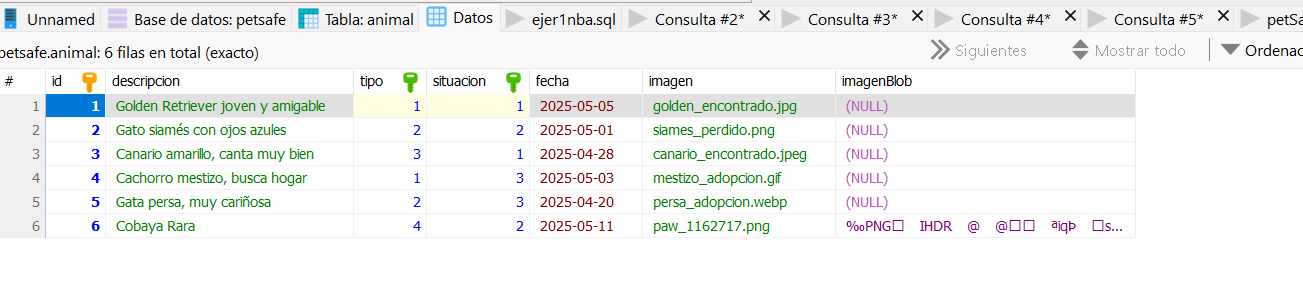 Unnamed Base de datos: petsafe Tabla: animal Datos ejer1nba.sql Consulta #2* Consulta #3* Consulta #4* Consulta #5* petSa
petsafe.animal: 6 filas en total (exacto) Siguientes Mostrar todo Ordenac
# id descripcion tipo situacion fecha imagen imagenBlob
1 1 Golden Retriever joven y amigable 1 1 2025-05-05 golden_encontrado.jpg (NULL)
2 2 Gato siamés con ojos azules 2 2 2025-05-01 siames_perdido.png (NULL)
3 3 Canario amarillo, canta muy bien 3 1 2025-04-28 canario_encontrado.jpeg (NULL)
4 4 Cachorro mestizo, busca hogar 1 3 2025-05-03 mestizo_adopcion.gif (NULL)
5 5 Gata persa, muy cariñosa 2 3 2025-04-20 persa_adopcion.webp (NULL)
6 6 Cobaya Rara 4 2 2025-05-11 paw_1162717.png ‰PNG□ IHDR @ @□□ ªiqÞ □s...